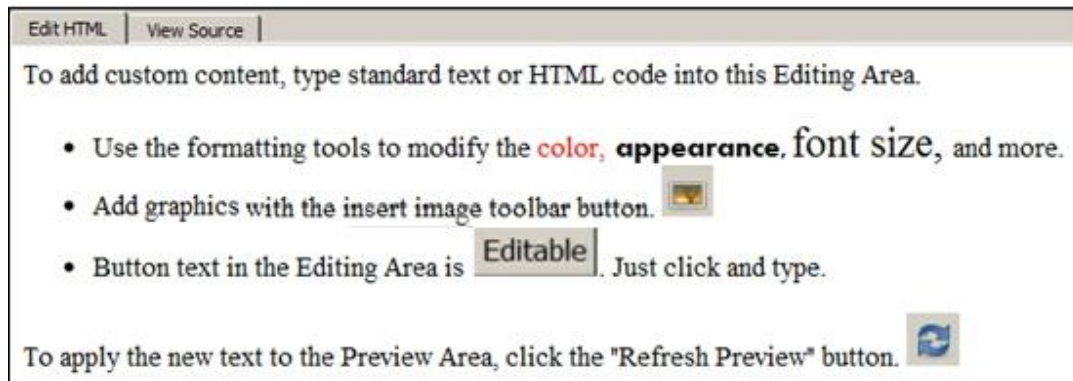 Edit HTML View Source
To add custom content, type standard text or HTML code into this Editing Area.
• Use the formatting tools to modify the color, appearance, font size, and more.
• Add graphics with the insert image toolbar button.
• Button text in the Editing Area is Editable. Just click and type.
To apply the new text to the Preview Area, click the "Refresh Preview" button.